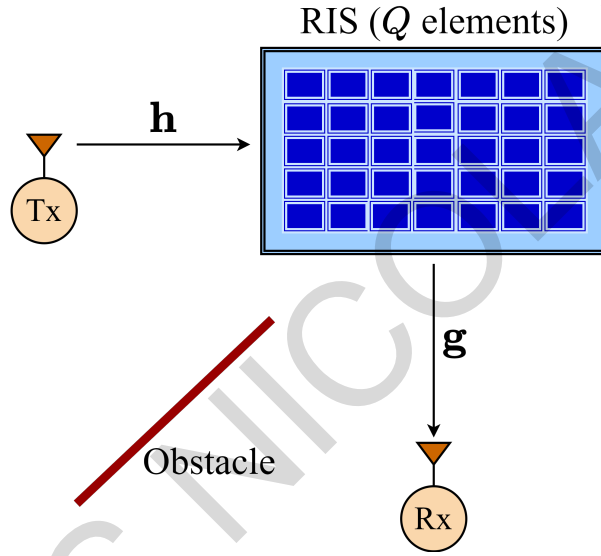 RIS (Q elements)
h
Tx
g
Obstacle
Rx